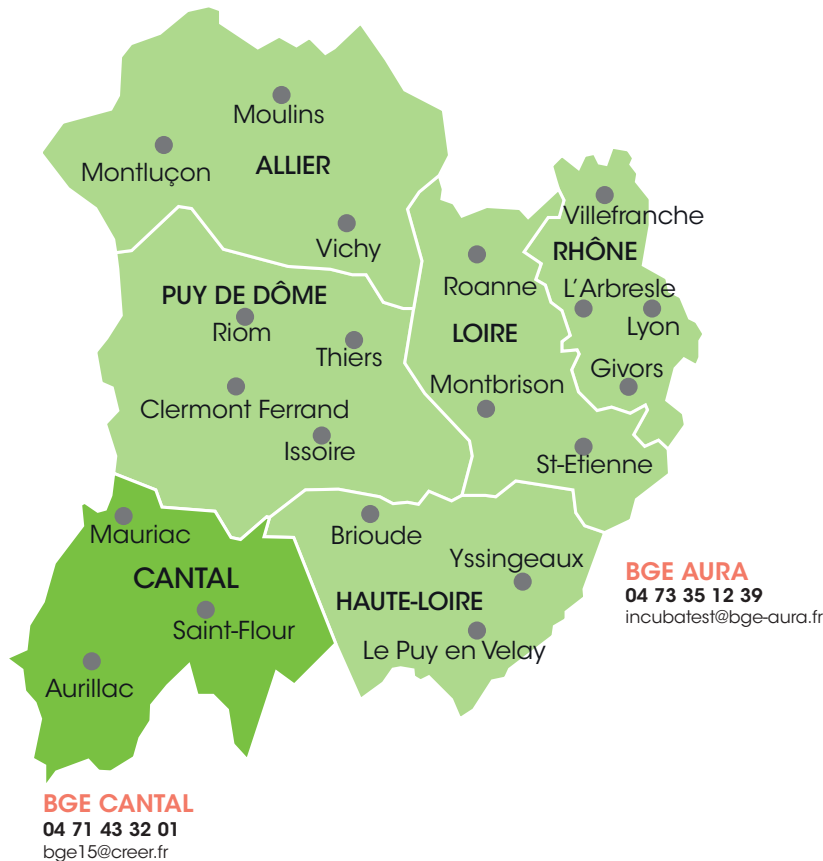 Moulins
Montluçon
ALLIER
Vichy
Villefranche
RHÔNE
Roanne
L'Arbresle
PUY DE DÔME
Riom
Lyon
LOIRE
Thiers
Givors
Montbrison
Clermont Ferrand
Issoire
St-Etienne
Mauriac
Brioude
Yssingeaux
CANTAL
HAUTE-LOIRE
Saint-Flour
Le Puy en Velay
Aurillac
BGE AURA
04 73 35 12 39
incubatest@bge-aura.fr
BGE CANTAL
04 71 43 32 01
bge15@creer.fr